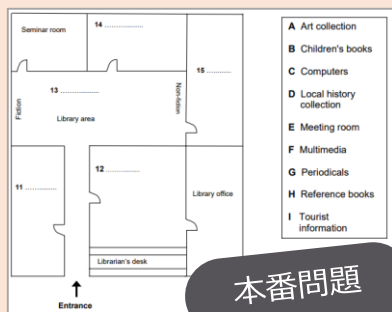 Seminar room
14 ....................
15 ...........
13 ..................
Fiction
Non-fiction
Library area
11 ................
12 ..................
Library office
Librarian's desk
Entrance
A Art collection
B Children's books
C Computers
D Local history
collection
E Meeting room
F Multimedia
G Periodicals
H Reference books
I Tourist
information
本番問題